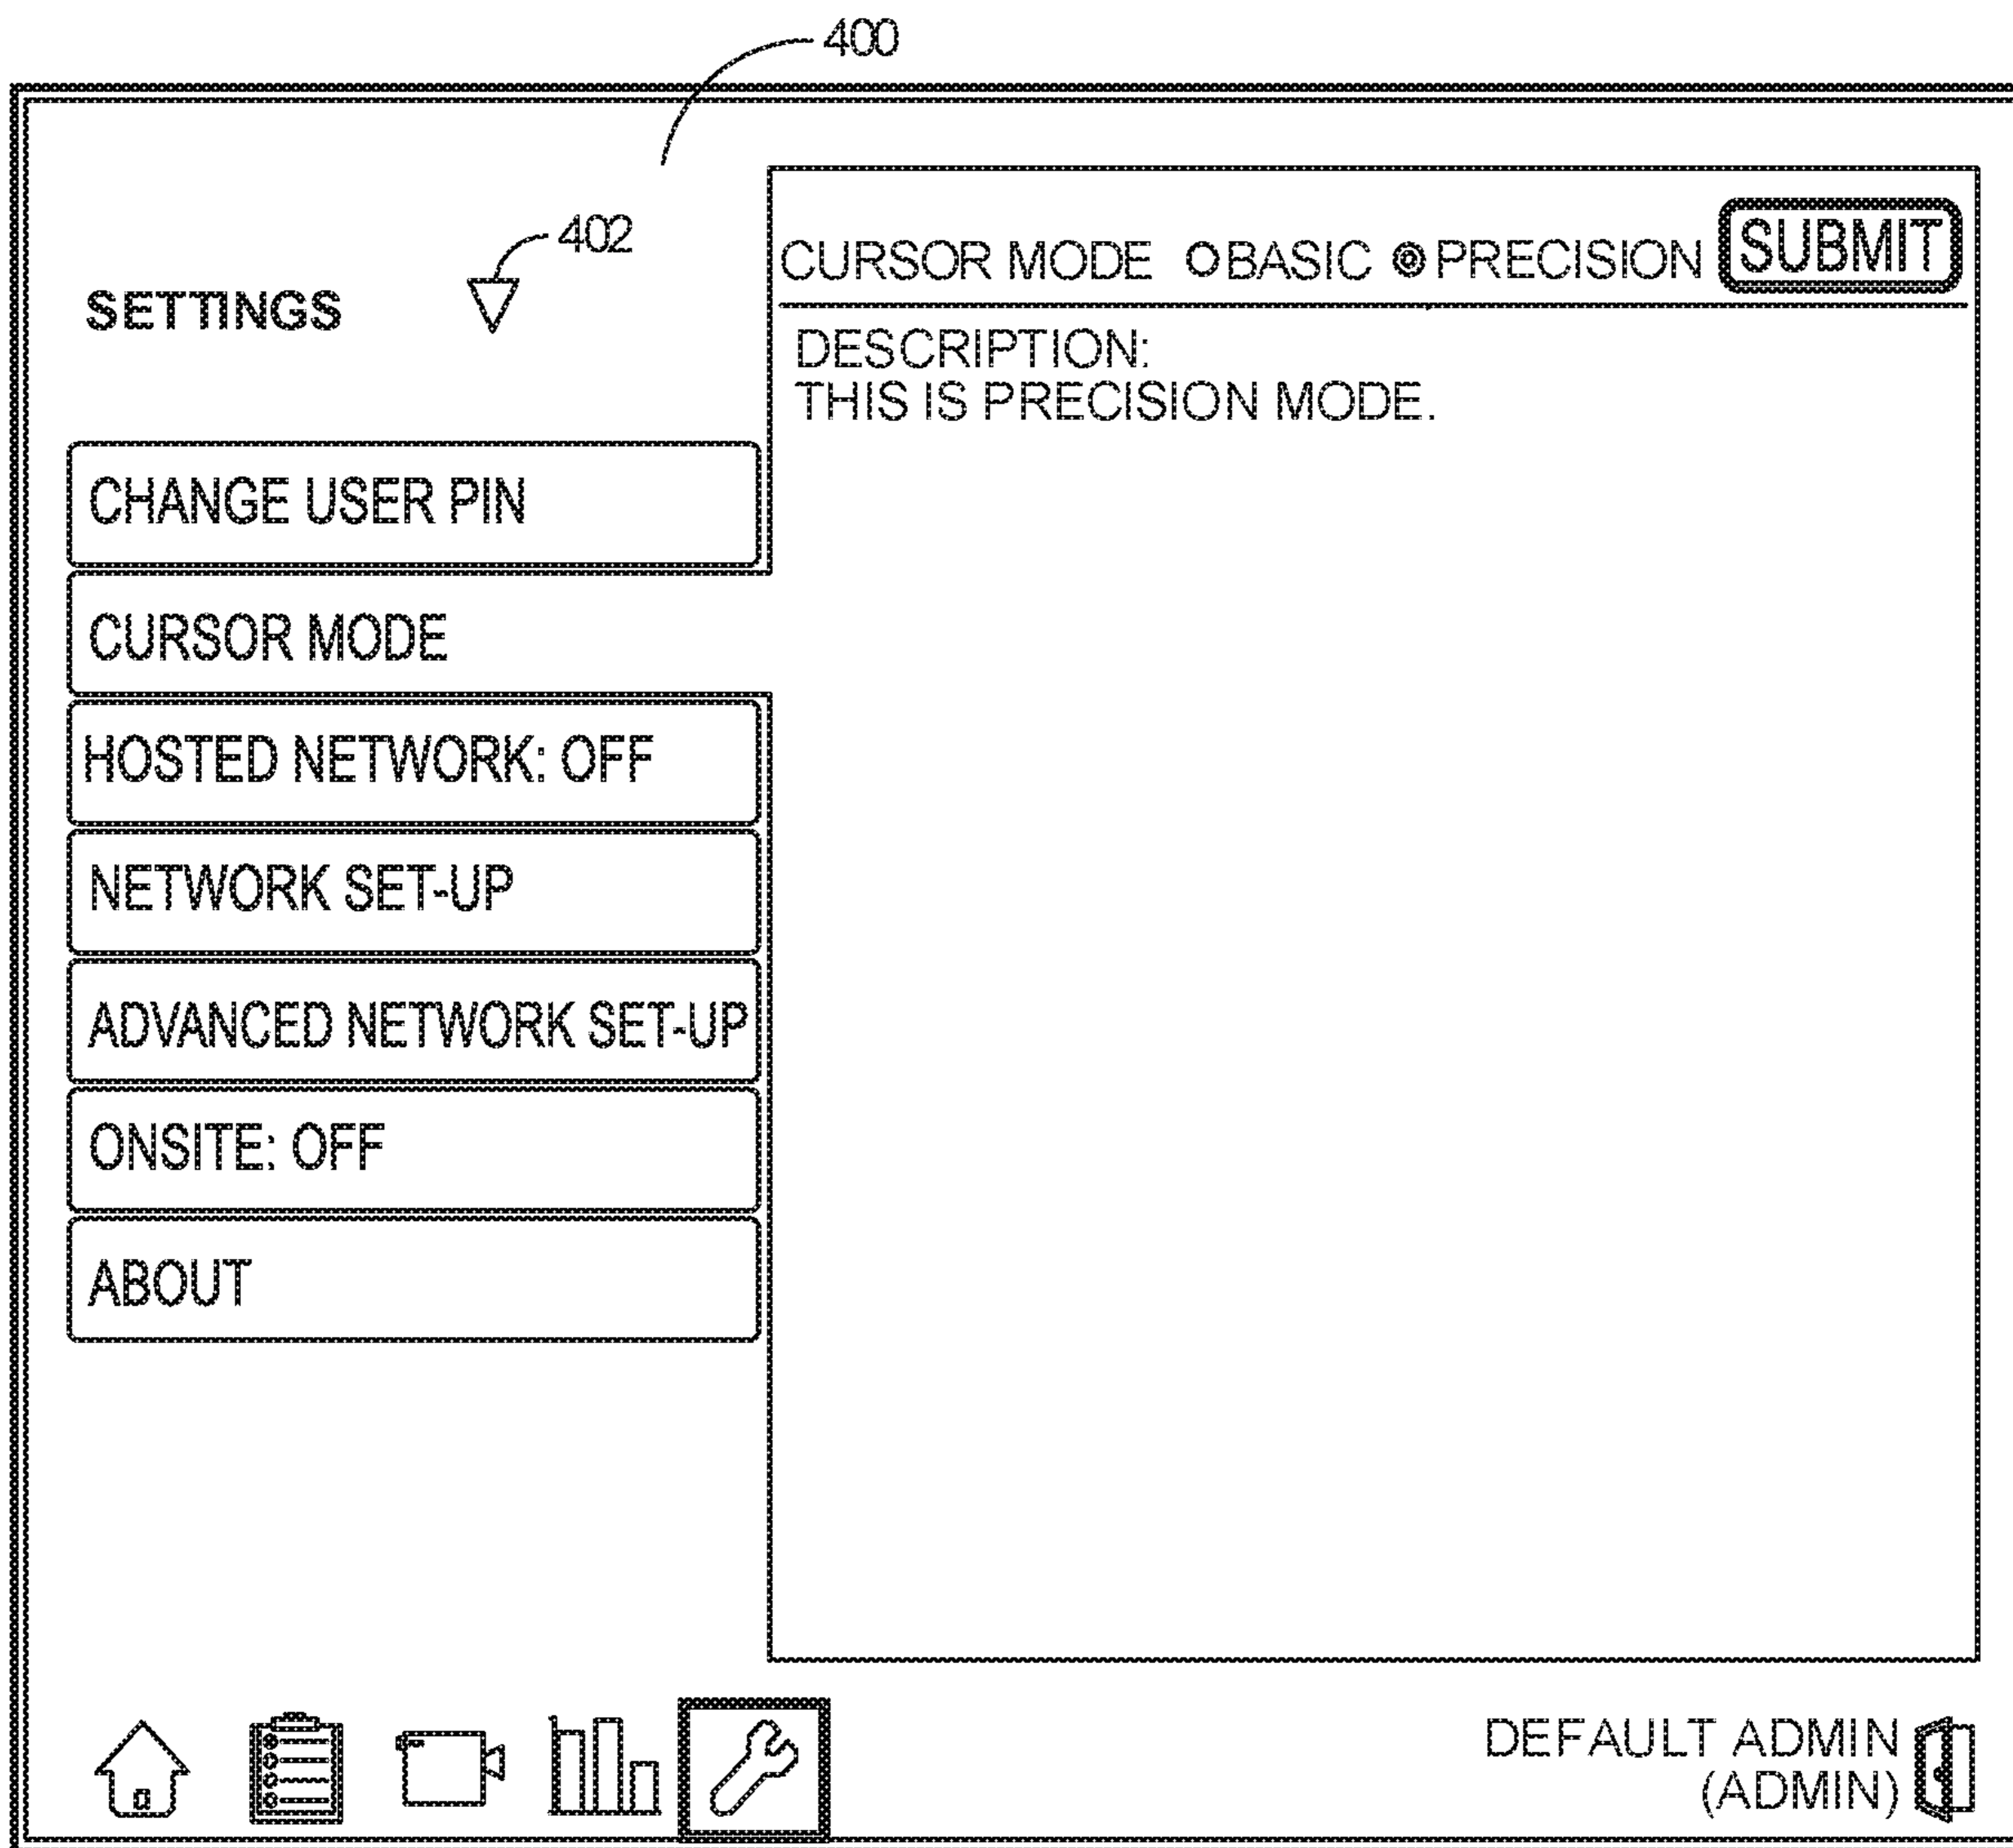 400
402
SETTINGS
CURSOR MODE BASIC PRECISION SUBMIT
DESCRIPTION:
THIS IS PRECISION MODE.
CHANGE USER PIN
CURSOR MODE
HOSTED NETWORK: OFF
NETWORK SET-UP
ADVANCED NETWORK SET-UP
ONSITE: OFF
ABOUT
DEFAULT ADMIN
(ADMIN)